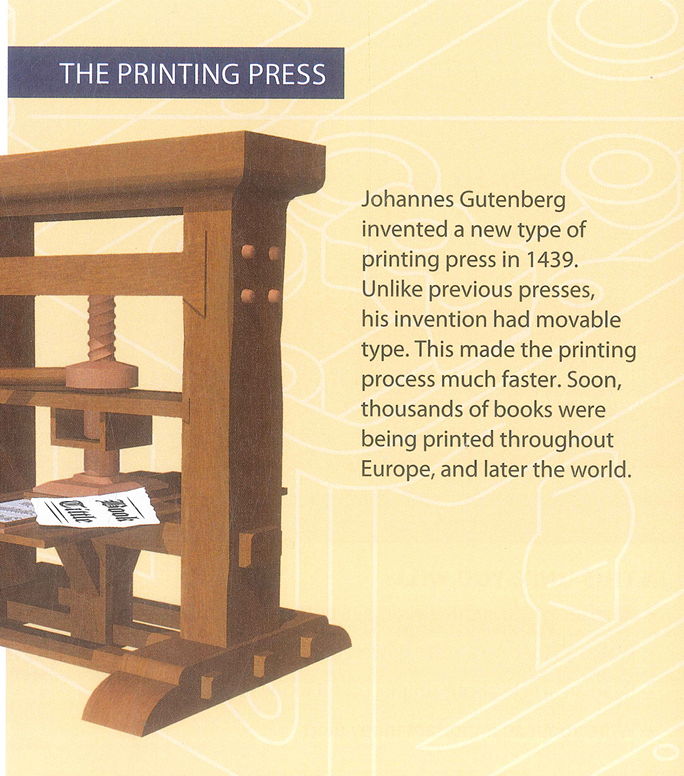 THE PRINTING PRESS
Johannes Gutenberg
invented a new type of
printing press in 1439.
Unlike previous presses,
his invention had movable
type. This made the printing
process much faster. Soon,
thousands of books were
being printed throughout
Europe, and later the world.
Book
Tittle